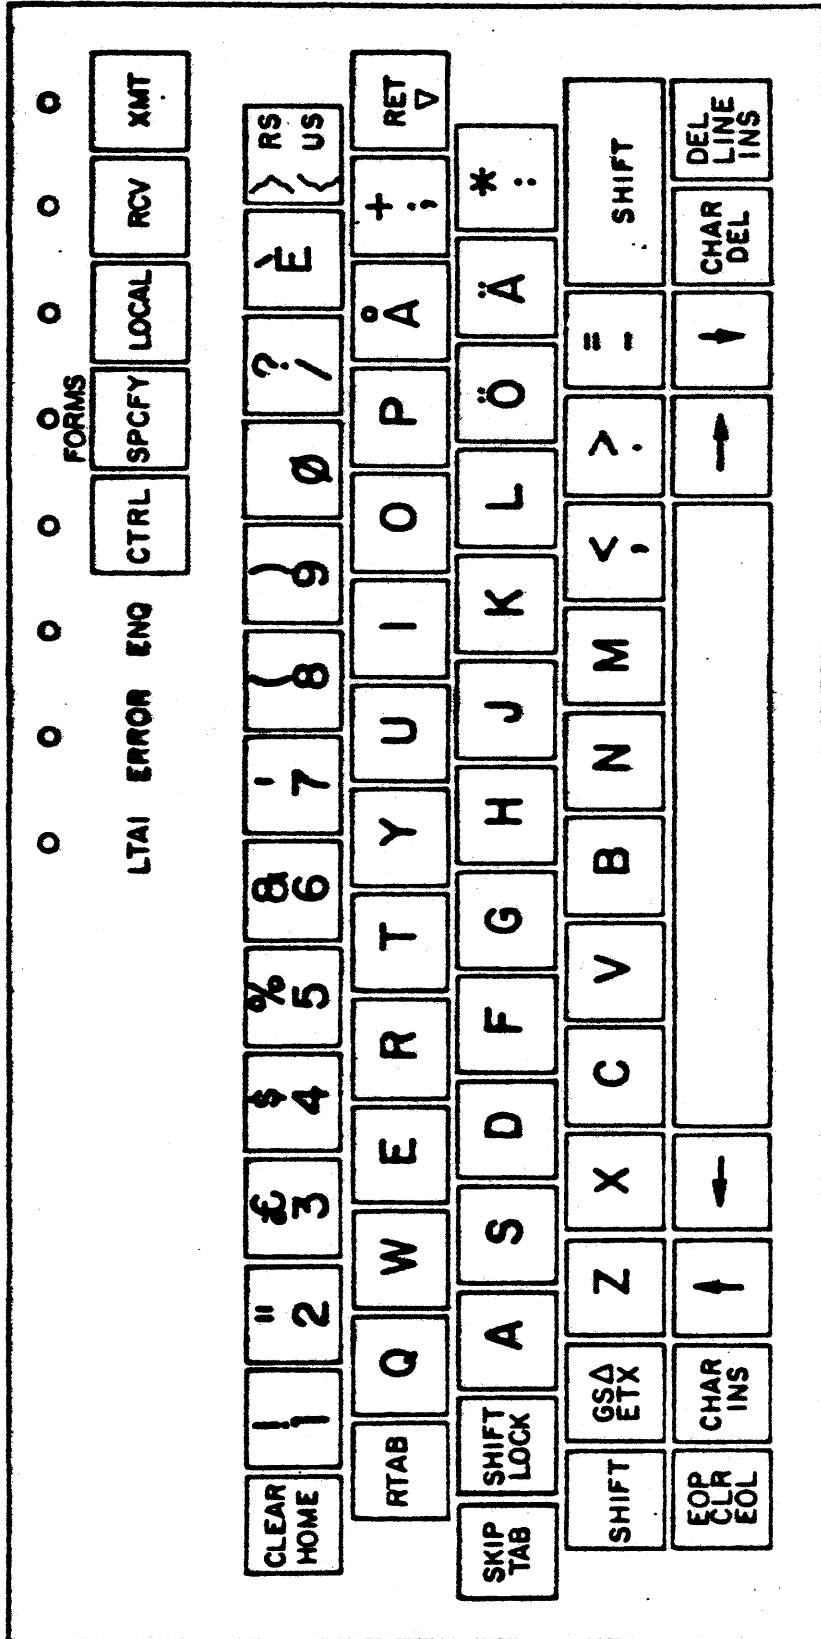 FORMS
LTAI ERROR ENQ CTRL SPCFY LOCAL RCV XMT
CLEAR HOME ! 1 " 2 £ 3 $ 4 % 5 & 6 ' 7 ( 8 ) 9 Ø ? / È } RS { US
RTAB Q W E R T Y U I O P Å + ; RET ▽
SKIP TAB SHIFT LOCK A S D F G H J K L Ö Ä * :
SHIFT GS△ ETX Z X C V B N M < , > . = - SHIFT
EOP CLR EOL CHAR INS ↑ ← → ↓ CHAR DEL DEL LINE INS